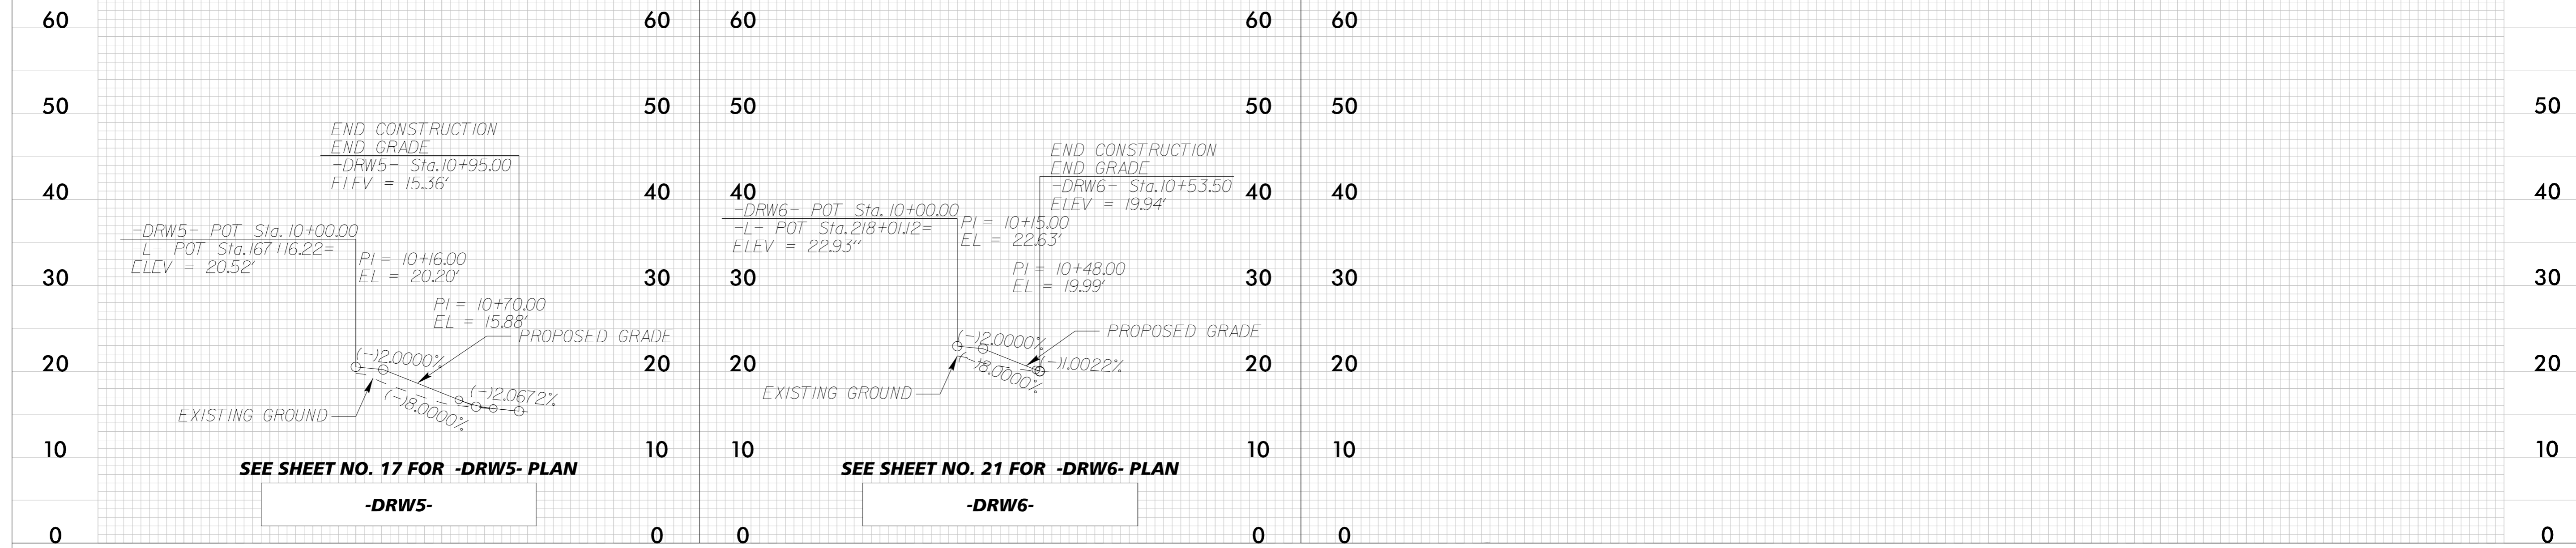 60
50
40
30
20
10
0
END CONSTRUCTION
END GRADE
-DRW5- Sta.10+95.00
ELEV = 15.36'
-DRW5- POT Sta.10+00.00
-L- POT Sta.167+16.22=
ELEV = 20.52'
PI = 10+16.00
EL = 20.20'
PI = 10+70.00
EL = 15.88'
PROPOSED GRADE
(-)2.0000%
(-)8.0000%
(-)2.0672%
EXISTING GROUND
SEE SHEET NO. 17 FOR -DRW5- PLAN
-DRW5-
60
50
40
30
20
10
0
60
50
40
30
20
10
0
END CONSTRUCTION
END GRADE
-DRW6- Sta.10+53.50
ELEV = 19.94'
-DRW6- POT Sta.10+00.00
-L- POT Sta.218+01.12=
ELEV = 22.93''
PI = 10+15.00
EL = 22.63'
PI = 10+48.00
EL = 19.99'
PROPOSED GRADE
(-)2.0000%
(-)8.0000%
(-)1.0022%
EXISTING GROUND
SEE SHEET NO. 21 FOR -DRW6- PLAN
-DRW6-
60
50
40
30
20
10
0
60
50
40
30
20
10
0
50
40
30
20
10
0